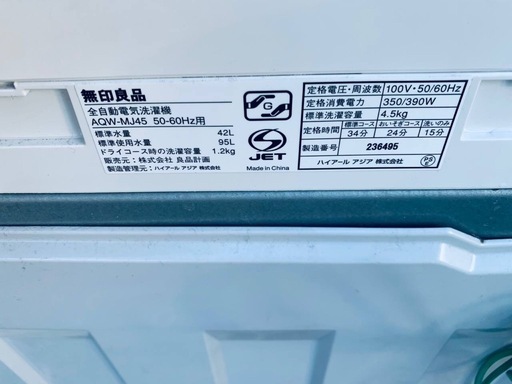 無印良品
全自動電気洗濯機
AQW-MJ45 50-60Hz用
標準水量 42L
標準使用水量 95L
ドライコース時の洗濯容量 1.2kg
販売元：株式会社 良品計画
製造管理元：ハイアール アジア 株式会社
G
S
JET
Made in China
定格電圧・周波数 100V・50/60Hz
定格消費電力 350/390W
標準洗濯容量 4.5kg
標準コース おいそぎコース 洗いのみ
34分 24分 15分
製造番号 236495
ハイアール アジア 株式会社
PS
E